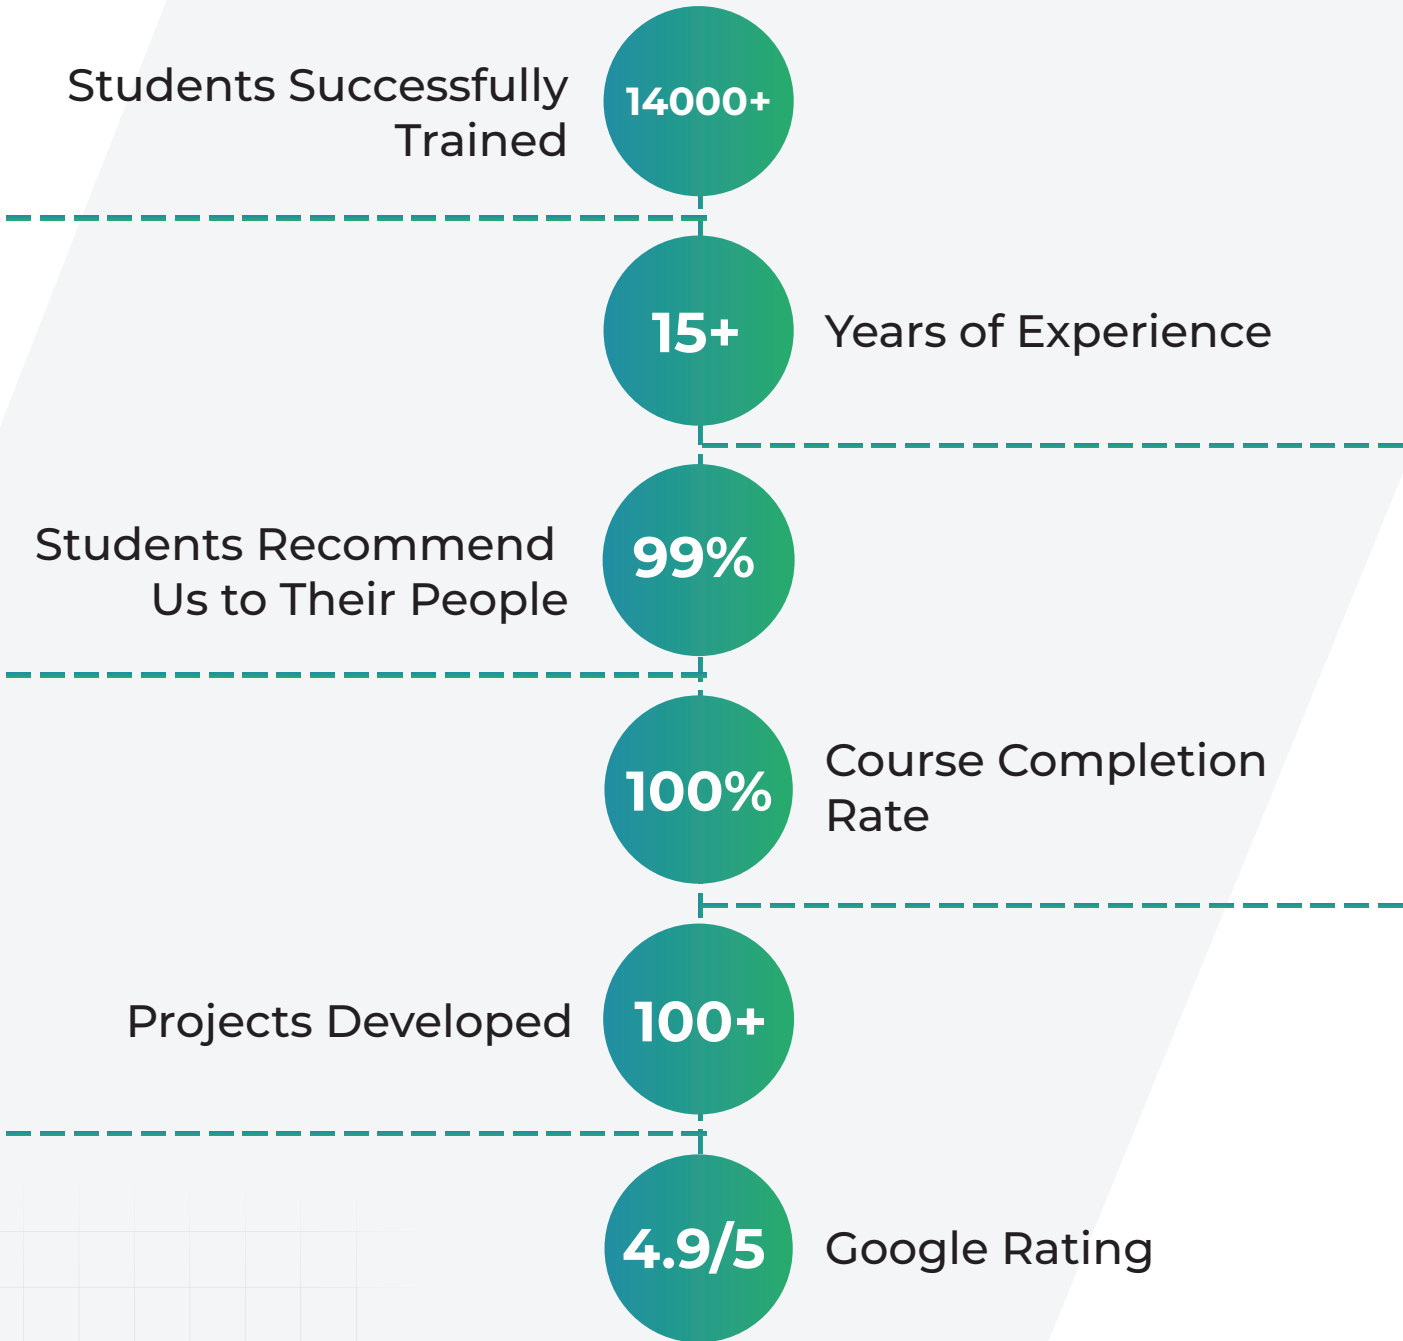 Students Successfully
Trained
14000+
15+
Years of Experience
Students Recommend
Us to Their People
99%
100%
Course Completion
Rate
Projects Developed
100+
4.9/5
Google Rating